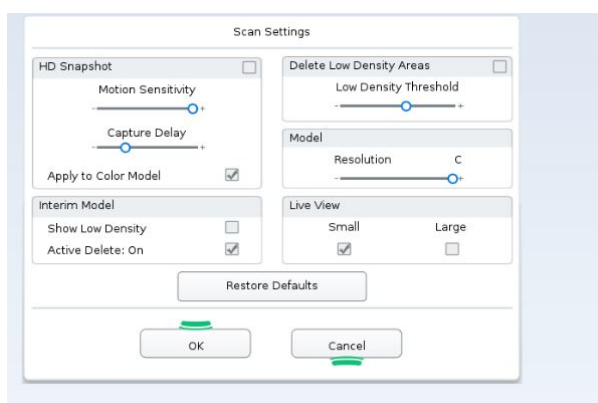 Scan Settings
HD Snapshot
Motion Sensitivity
- +
Capture Delay
- +
Apply to Color Model
Delete Low Density Areas
Low Density Threshold
- +
Model
Resolution C
- +
Interim Model
Show Low Density
Active Delete: On
Live View
Small Large
Restore Defaults
OK Cancel